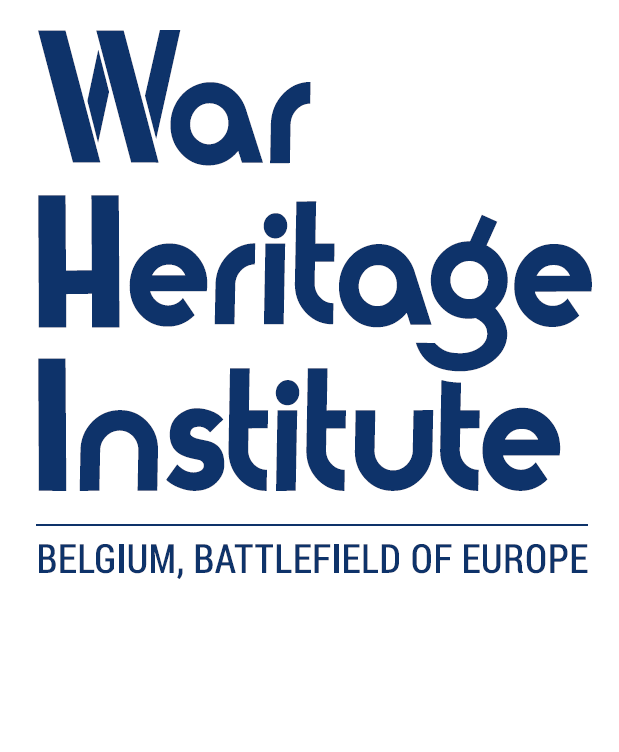 War
Heritage
Institute
BELGIUM, BATTLEFIELD OF EUROPE